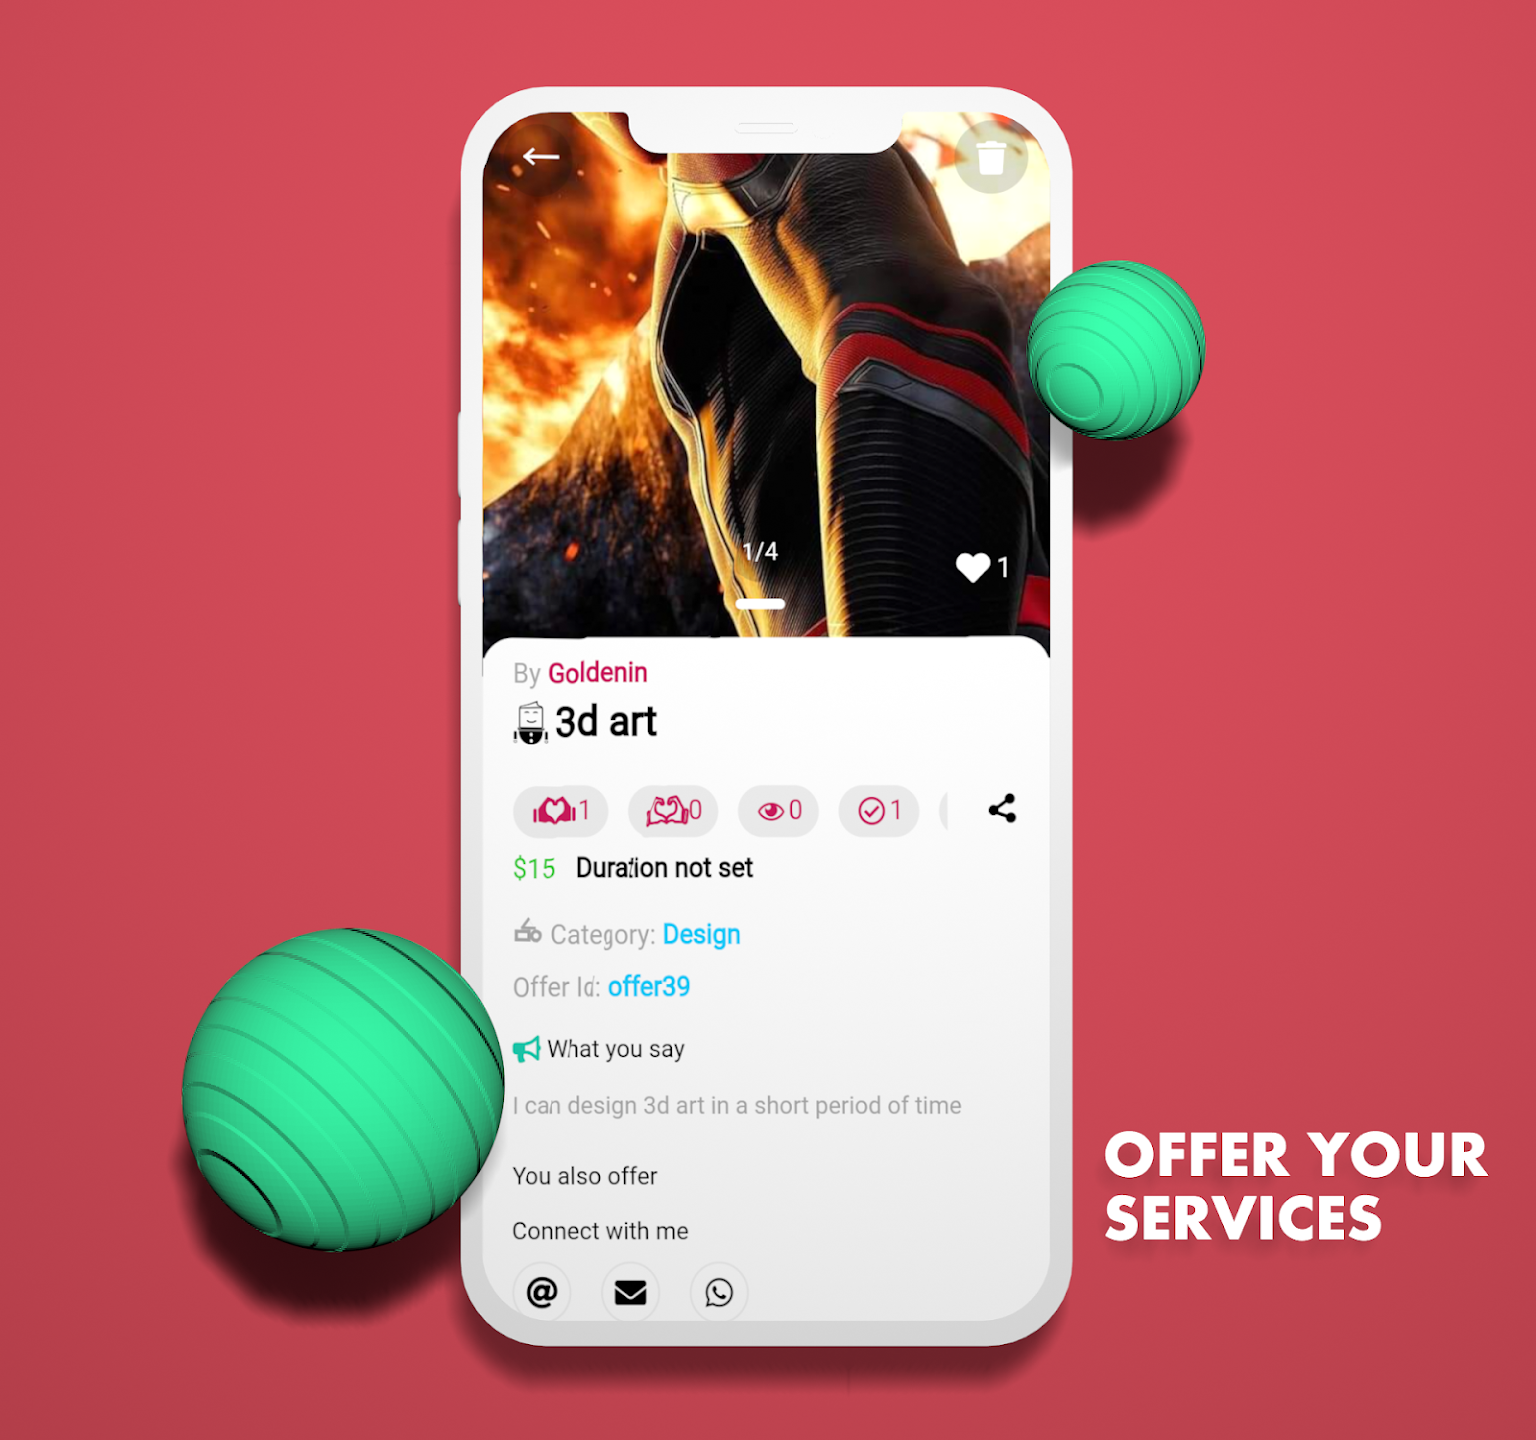 1/4
1
By Goldenin
3d art
1 0 0 1
$15 Duration not set
Category: Design
Offer Id: offer39
What you say
I can design 3d art in a short period of time
You also offer
Connect with me
@
OFFER YOUR
SERVICES